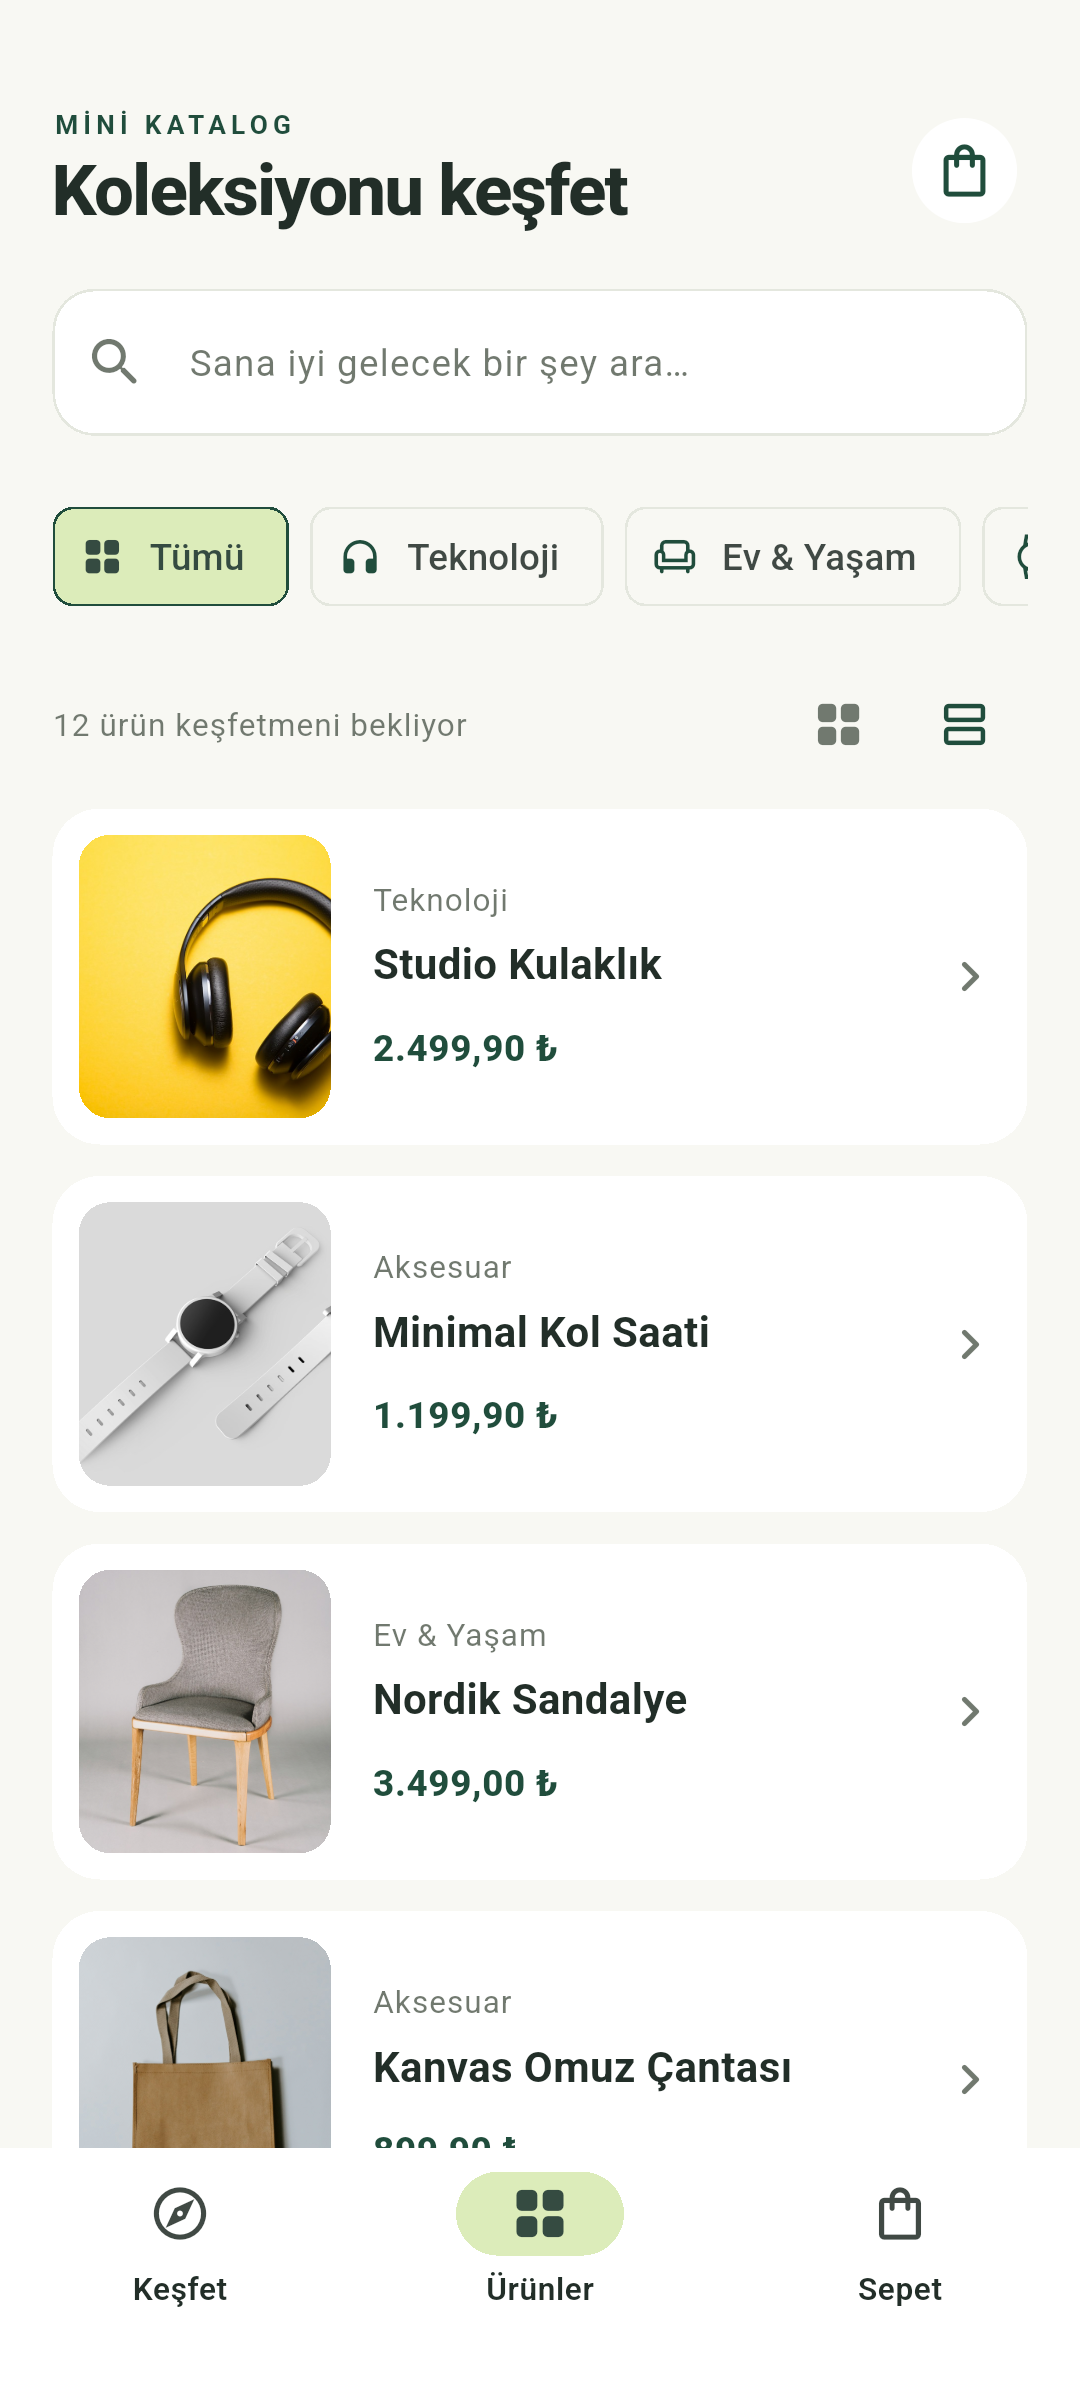 MİNİ KATALOG
Koleksiyonu keşfet
Sana iyi gelecek bir şey ara…
Tümü
Teknoloji
Ev & Yaşam
12 ürün keşfetmeni bekliyor
Teknoloji
Studio Kulaklık
2.499,90 ₺
Aksesuar
Minimal Kol Saati
1.199,90 ₺
Ev & Yaşam
Nordik Sandalye
3.499,00 ₺
Aksesuar
Kanvas Omuz Çantası
Keşfet
Ürünler
Sepet